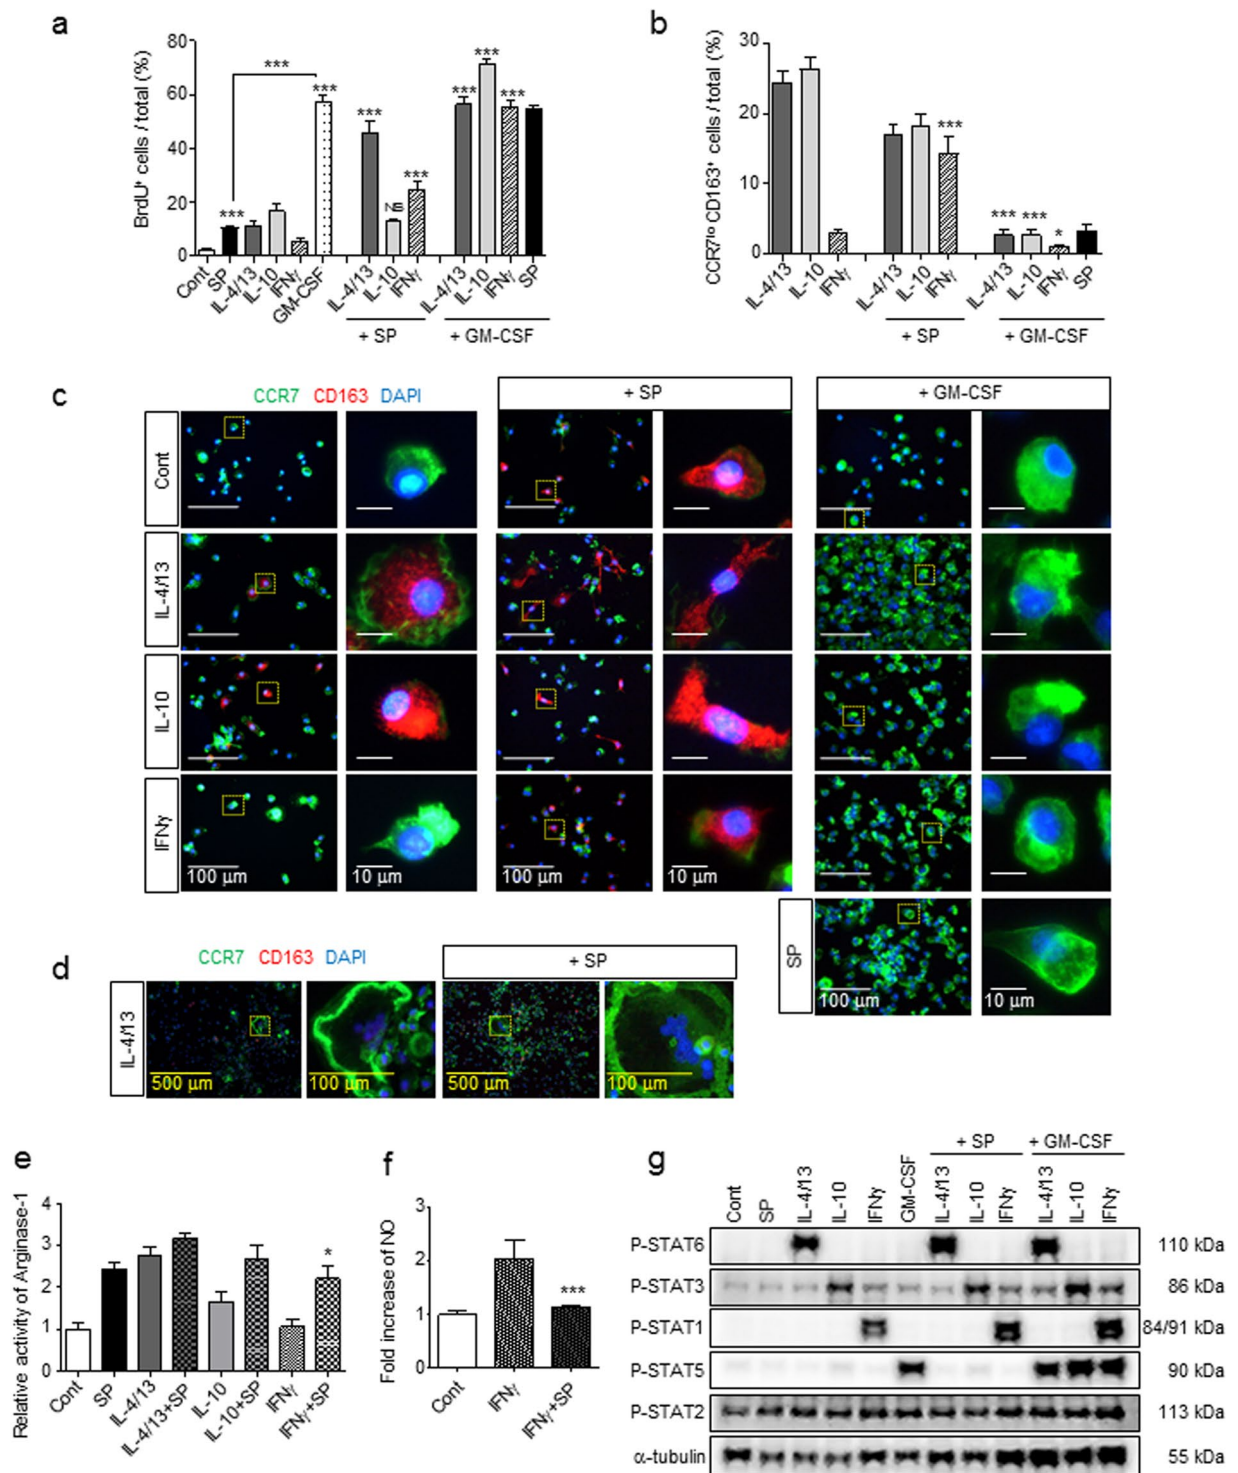 a
BrdU⁺ cells / total (%)
80
60
40
20
0
***
***
***
***
NS
***
***
***
***
Cont
SP
IL-4/13
IL-10
IFNγ
GM-CSF
IL-4/13
IL-10
IFNγ
IL-4/13
IL-10
IFNγ
SP
+ SP
+ GM-CSF
b
CCR7ˡᵒ CD163⁺ cells / total (%)
30
20
10
0
***
***
***
*
IL-4/13
IL-10
IFNγ
IL-4/13
IL-10
IFNγ
IL-4/13
IL-10
IFNγ
SP
+ SP
+ GM-CSF
c
CCR7 CD163 DAPI
+ SP
+ GM-CSF
Cont
IL-4/13
IL-10
IFNγ
100 μm
10 μm
100 μm
10 μm
SP
100 μm
10 μm
d
CCR7 CD163 DAPI
+ SP
IL-4/13
500 μm
100 μm
500 μm
100 μm
e
Relative activity of Arginase-1
4
3
2
1
0
*
Cont
SP
IL-4/13
IL-4/13+SP
IL-10
IL-10+SP
IFNγ
IFNγ+SP
f
Fold increase of NO
3
2
1
0
***
Cont
IFNγ
IFNγ+SP
g
+ SP
+ GM-CSF
Cont
SP
IL-4/13
IL-10
IFNγ
GM-CSF
IL-4/13
IL-10
IFNγ
IL-4/13
IL-10
IFNγ
P-STAT6 110 kDa
P-STAT3 86 kDa
P-STAT1 84/91 kDa
P-STAT5 90 kDa
P-STAT2 113 kDa
α-tubulin 55 kDa